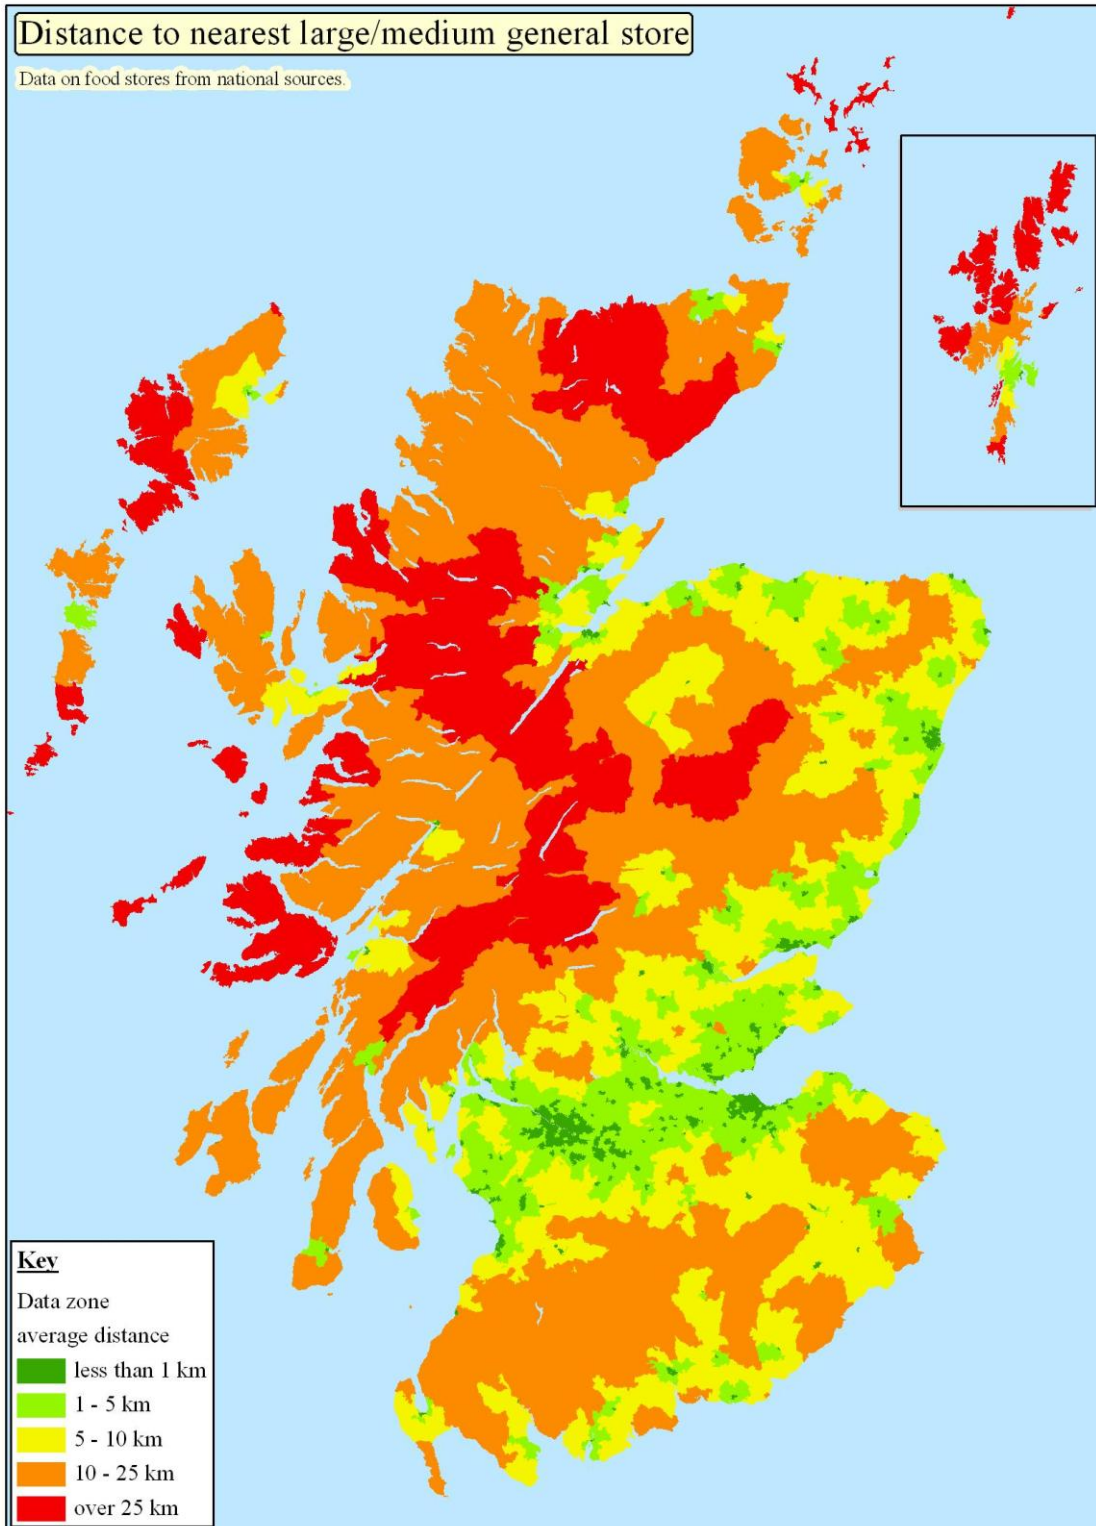 Distance to nearest large/medium general store
Data on food stores from national sources.
Key
Data zone
average distance
less than 1 km
1 - 5 km
5 - 10 km
10 - 25 km
over 25 km